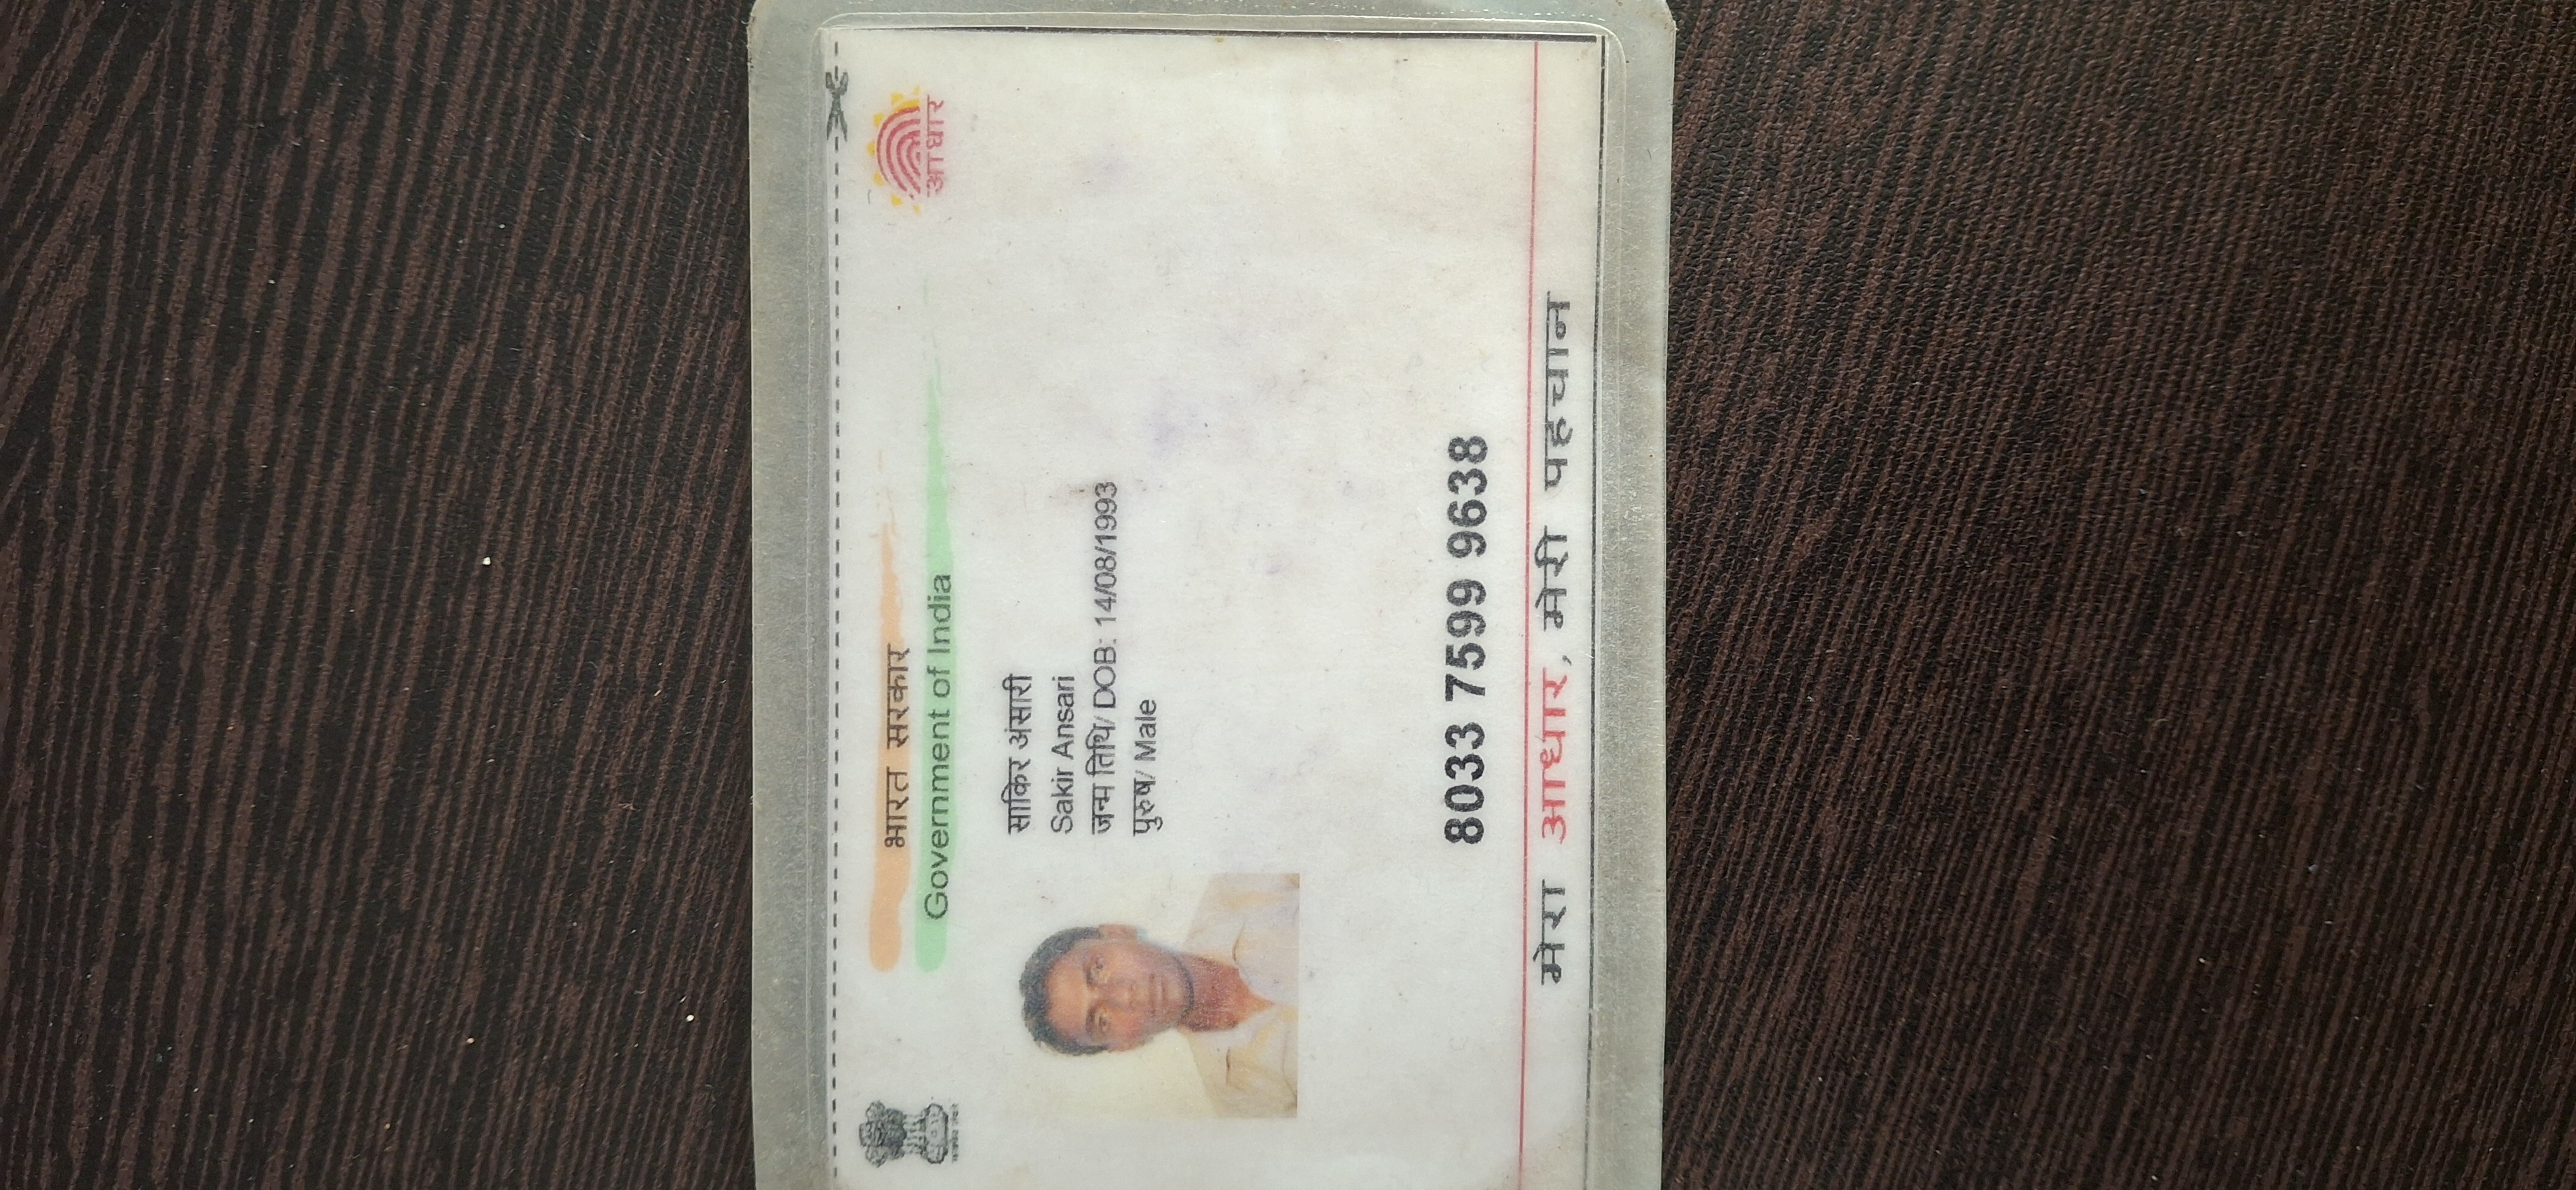 भारत सरकार
Government of India
आधार
साकिर अंसारी
Sakir Ansari
जन्म तिथि/ DOB: 14/08/1993
पुरुष/ Male
8033 7599 9638
मेरा आधार, मेरी पहचान